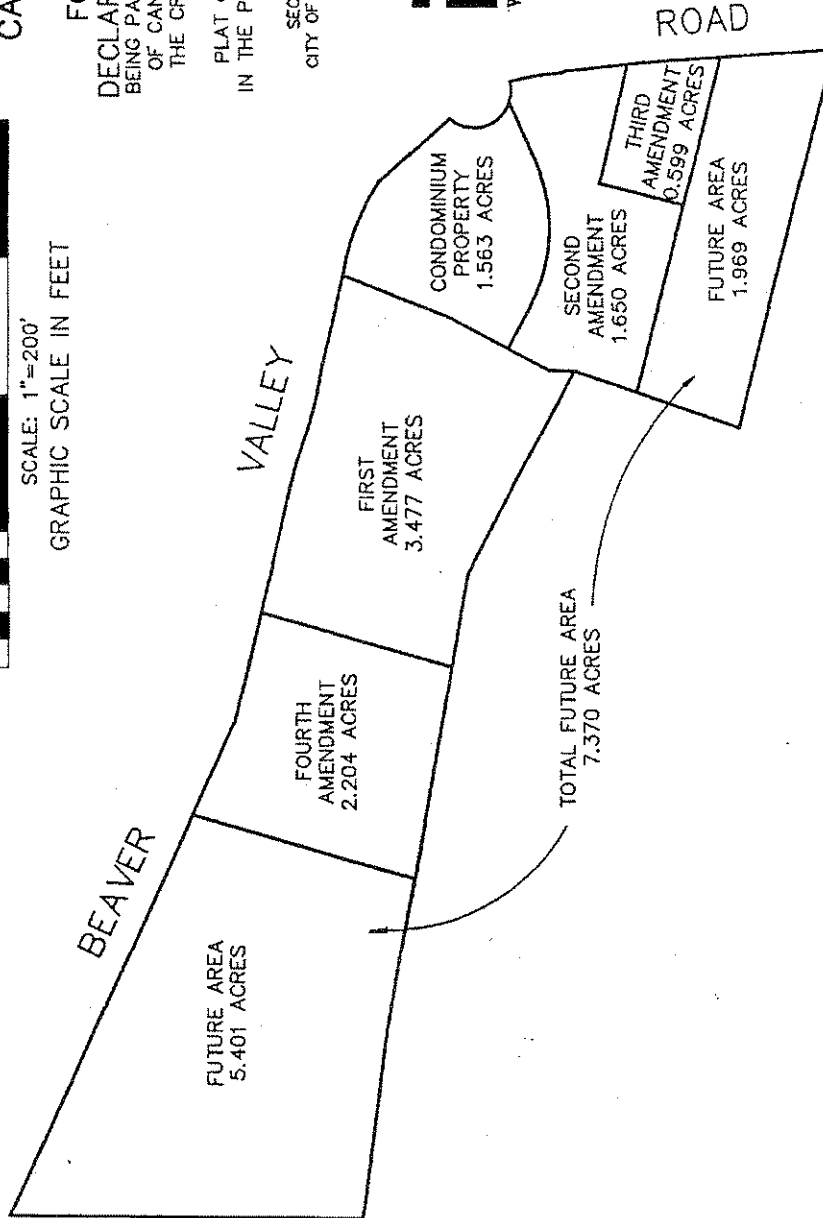 CA
FO
DECLAR
BEING PA
OF CAN
THE CR
PLAT
IN THE P
SEC
CITY OF
SCALE: 1"=200'
GRAPHIC SCALE IN FEET
ROAD
VALLEY
BEAVER
CONDOMINIUM
PROPERTY
1.563 ACRES
THIRD
AMENDMENT
0.599 ACRES
SECOND
AMENDMENT
1.650 ACRES
FUTURE AREA
1.969 ACRES
FIRST
AMENDMENT
3.477 ACRES
FOURTH
AMENDMENT
2.204 ACRES
FUTURE AREA
5.401 ACRES
TOTAL FUTURE AREA
7.370 ACRES